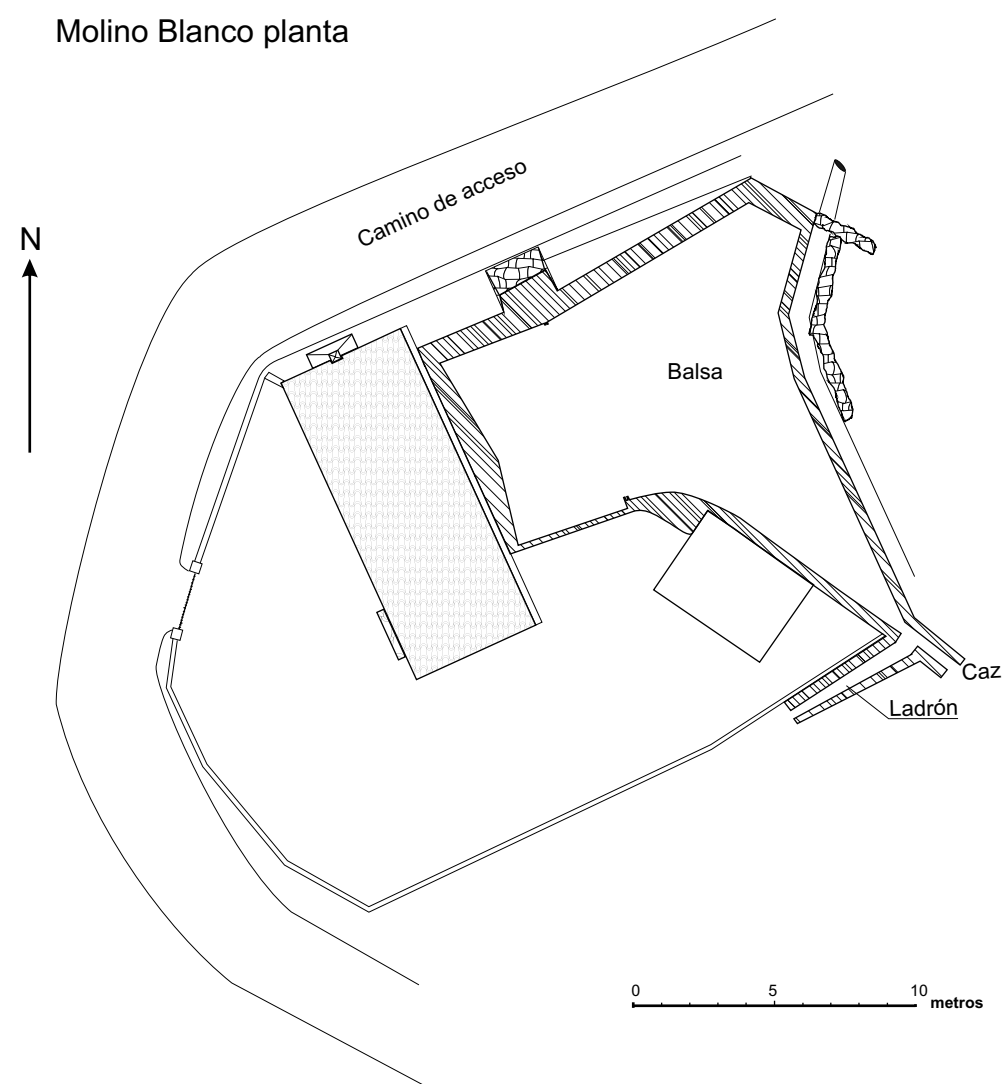 Molino Blanco planta
Camino de acceso
N
Balsa
Caz
Ladrón
0 5 10
metros